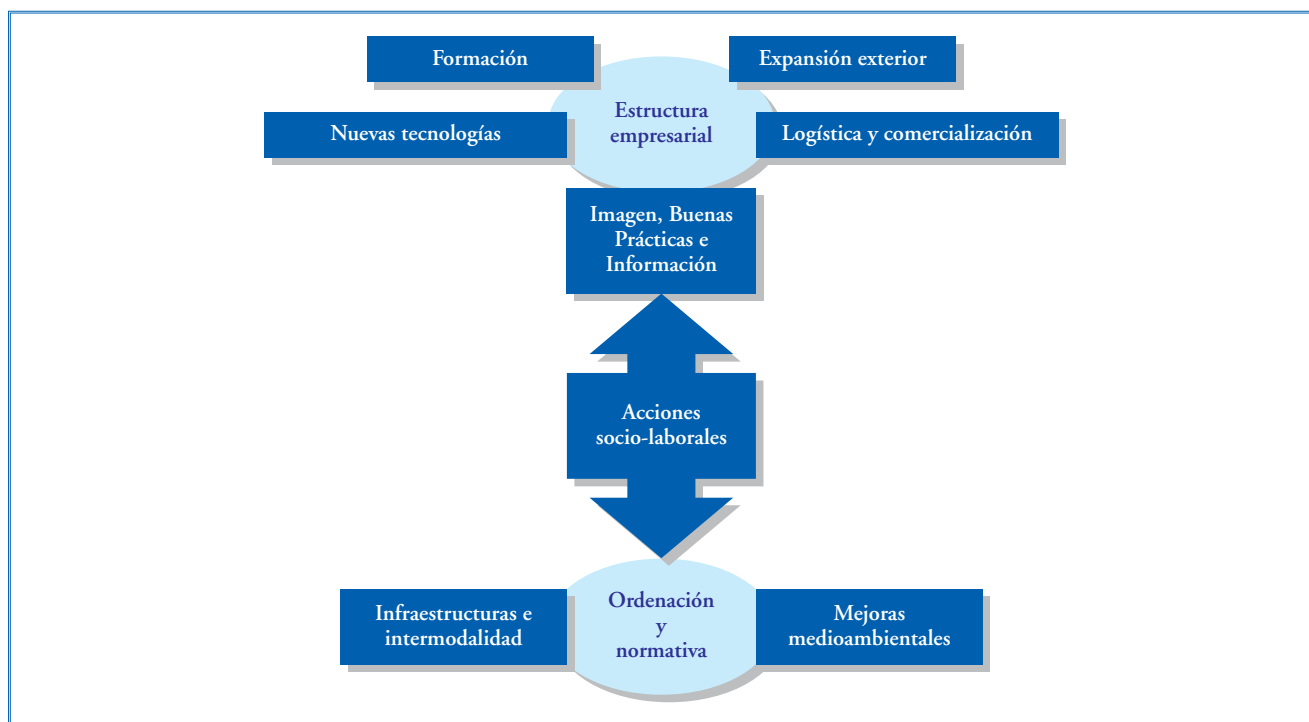 Formación
Expansión exterior
Estructura
empresarial
Nuevas tecnologías
Logística y comercialización
Imagen, Buenas
Prácticas e
Información
Acciones
socio-laborales
Infraestructuras e
intermodalidad
Ordenación
y
normativa
Mejoras
medioambientales